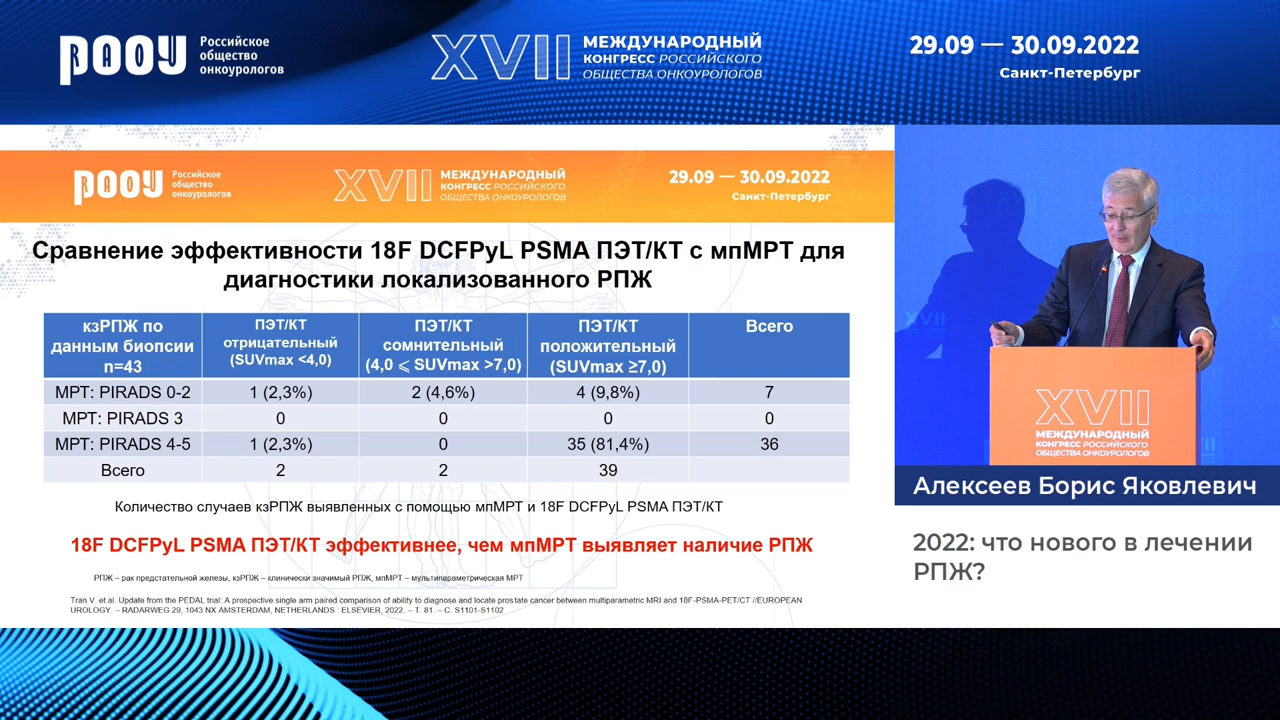 РАОУ
Российское
общество
онкоурологов
XVII
МЕЖДУНАРОДНЫЙ
КОНГРЕСС РОССИЙСКОГО
ОБЩЕСТВА ОНКОУРОЛОГОВ
29.09 — 30.09.2022
Санкт-Петербург
РАОУ
Российское
общество
онкоурологов
XVII
МЕЖДУНАРОДНЫЙ
КОНГРЕСС РОССИЙСКОГО
ОБЩЕСТВА ОНКОУРОЛОГОВ
29.09 — 30.09.2022
Санкт-Петербург
Сравнение эффективности 18F DCFPyL PSMA ПЭТ/КТ с мпМРТ для
диагностики локализованного РПЖ
кзРПЖ по
данным биопсии
n=43
ПЭТ/КТ
отрицательный
(SUVmax <4,0)
ПЭТ/КТ
сомнительный
(4,0 ⩽ SUVmax >7,0)
ПЭТ/КТ
положительный
(SUVmax ≥7,0)
Всего
МРТ: PIRADS 0-2 1 (2,3%) 2 (4,6%) 4 (9,8%) 7
МРТ: PIRADS 3 0 0 0 0
МРТ: PIRADS 4-5 1 (2,3%) 0 35 (81,4%) 36
Всего 2 2 39
Количество случаев кзРПЖ выявленных с помощью мпМРТ и 18F DCFPyL PSMA ПЭТ/КТ
18F DCFPyL PSMA ПЭТ/КТ эффективнее, чем мпМРТ выявляет наличие РПЖ
РПЖ – рак предстательной железы, кзРПЖ – клинически значимый РПЖ, мпМРТ – мультипараметрическая МРТ
Tran V. et al. Update from the PEDAL trial: A prospective single arm paired comparison of ability to diagnose and locate prostate cancer between multiparametric MRI and 18F-PSMA-PET/CT //EUROPEAN
UROLOGY. – RADARWEG 29, 1043 NX AMSTERDAM, NETHERLANDS : ELSEVIER, 2022. – Т. 81. – С. S1101-S1102
XVII
МЕЖДУНАРОДНЫЙ
КОНГРЕСС РОССИЙСКОГО
ОБЩЕСТВА ОНКОУРОЛОГОВ
Алексеев Борис Яковлевич
2022: что нового в лечении
РПЖ?